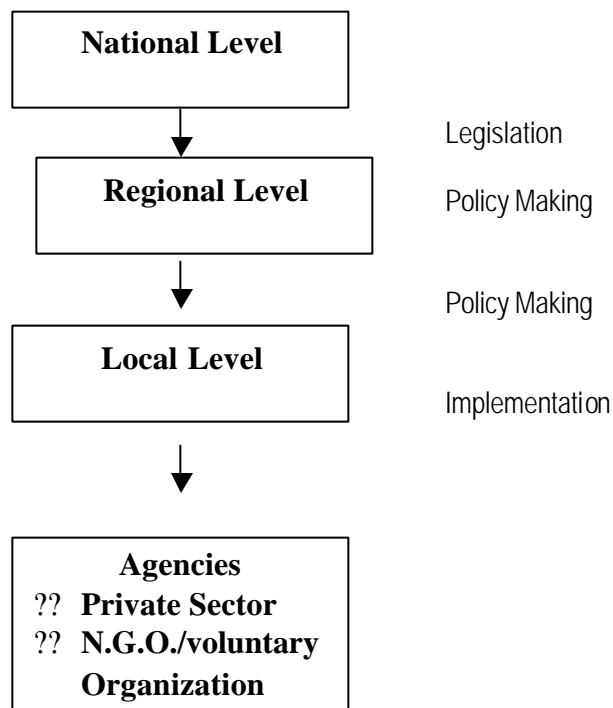 National Level
Legislation
Regional Level
Policy Making
Policy Making
Local Level
Implementation
Agencies
?? Private Sector
?? N.G.O./voluntary
Organization